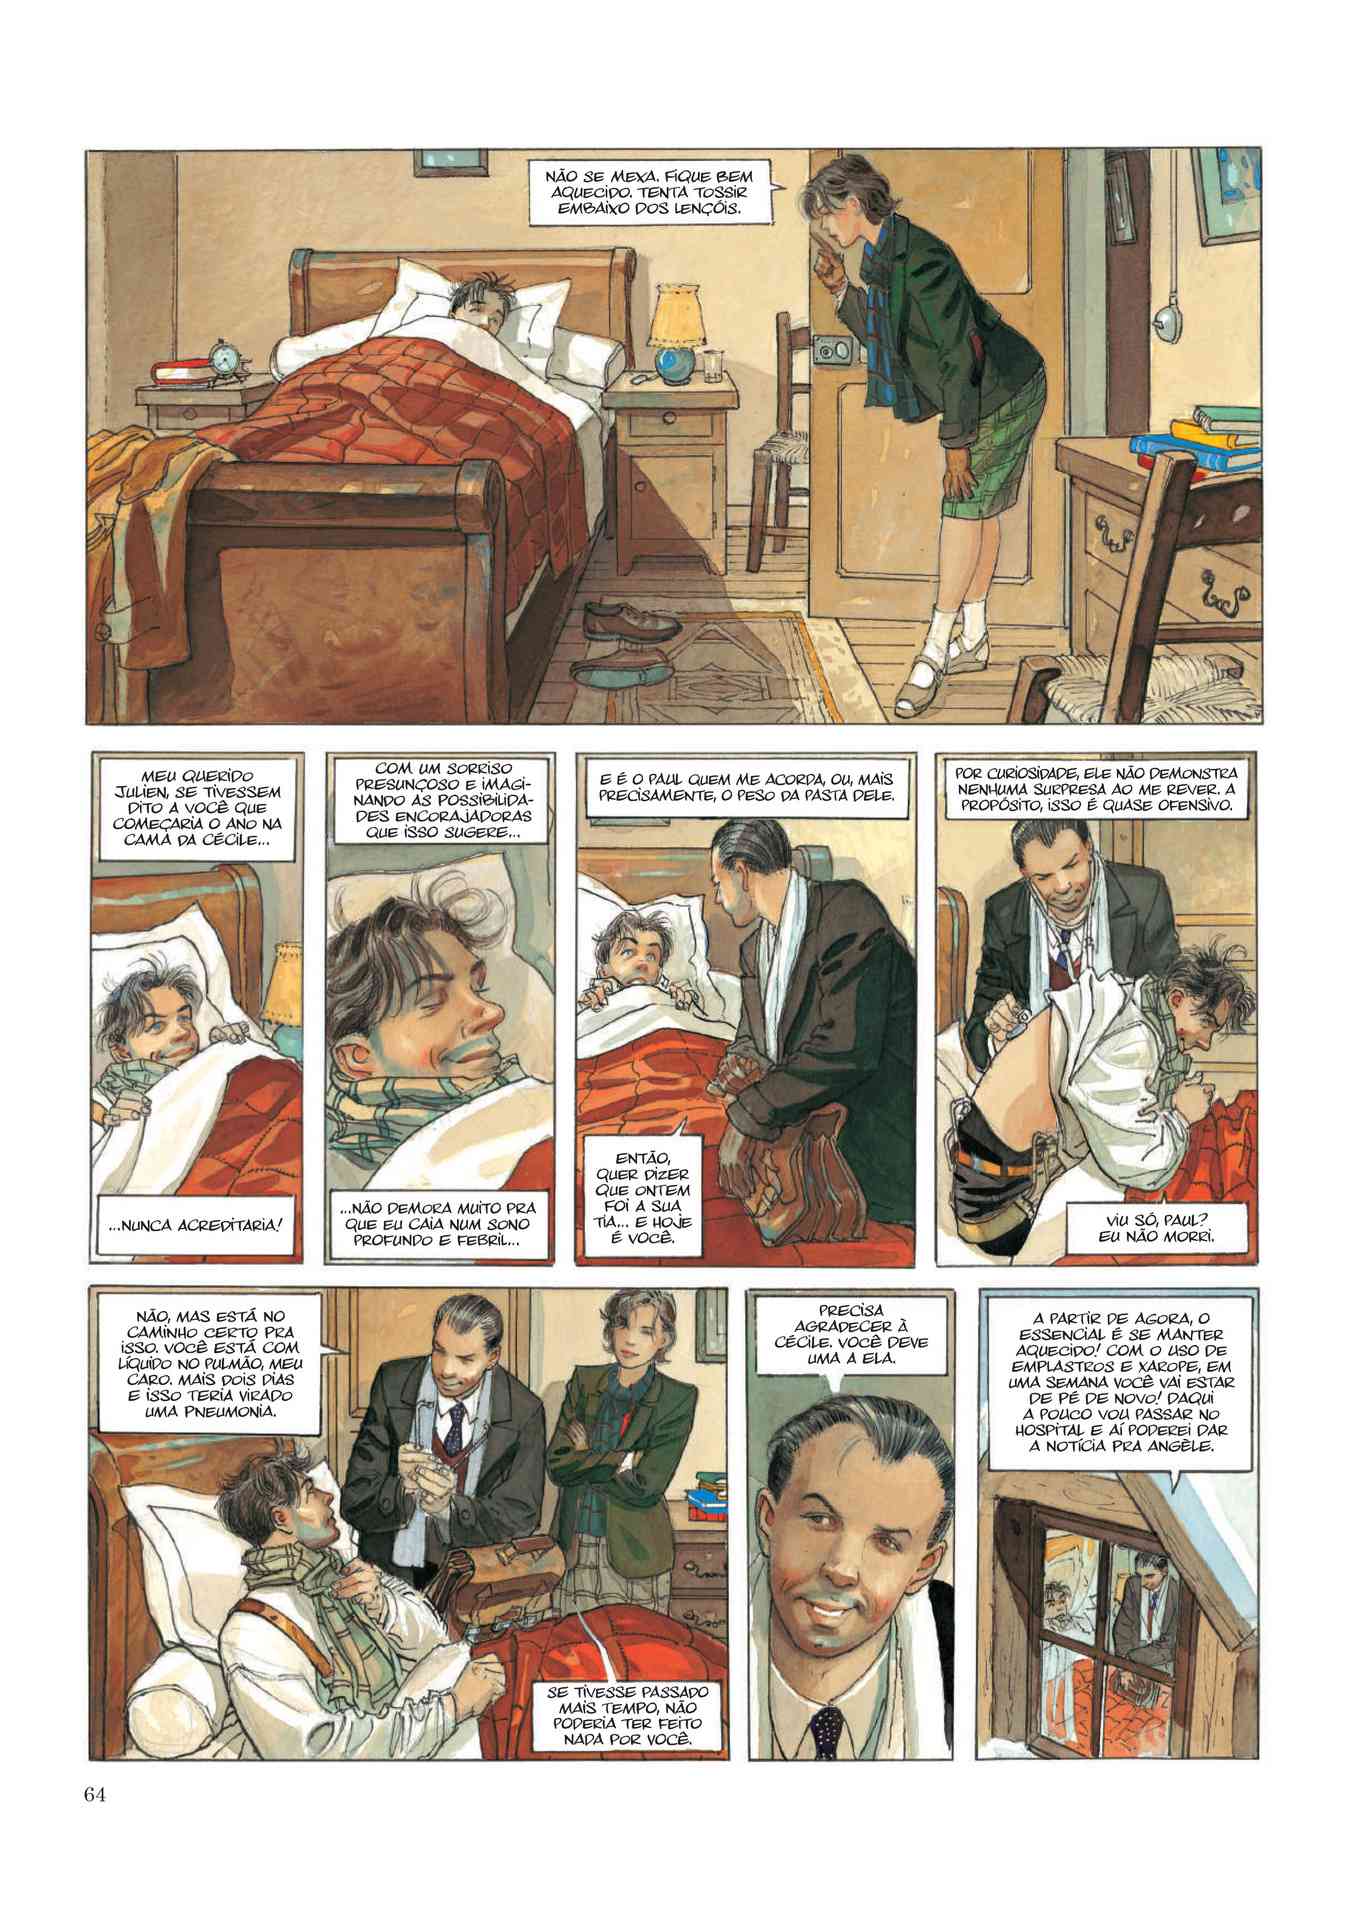 NÃO SE MEXA. FIQUE BEM
AQUECIDO. TENTA TOSSIR
EMBAIXO DOS LENÇÓIS.
MEU QUERIDO
JULIEN, SE TIVESSEM
DITO A VOCÊ QUE
COMEÇARIA O ANO NA
CAMA DA CÉCILE...
...NUNCA ACREDITARIA!
COM UM SORRISO
PRESUNÇOSO E IMAGI-
NANDO AS POSSIBILIDA-
DES ENCORAJADORAS
QUE ISSO SUGERE...
...NÃO DEMORA MUITO PRA
QUE EU CAIA NUM SONO
PROFUNDO E FEBRIL...
E É O PAUL QUEM ME ACORDA, OU, MAIS
PRECISAMENTE, O PESO DA PASTA DELE.
ENTÃO,
QUER DIZER
QUE ONTEM
FOI A SUA
TIA... E HOJE
É VOCÊ.
POR CURIOSIDADE, ELE NÃO DEMONSTRA
NENHUMA SURPRESA AO ME REVER. A
PROPÓSITO, ISSO É QUASE OFENSIVO.
VIU SÓ, PAUL?
EU NÃO MORRI.
NÃO, MAS ESTÁ NO
CAMINHO CERTO PRA
ISSO. VOCÊ ESTÁ COM
LÍQUIDO NO PULMÃO, MEU
CARO. MAIS DOIS DIAS
E ISSO TERIA VIRADO
UMA PNEUMONIA.
SE TIVESSE PASSADO
MAIS TEMPO, NÃO
PODERIA TER FEITO
NADA POR VOCÊ.
PRECISA
AGRADECER À
CÉCILE. VOCÊ DEVE
UMA A ELA.
A PARTIR DE AGORA, O
ESSENCIAL É SE MANTER
AQUECIDO! COM O USO DE
EMPLASTROS E XAROPE, EM
UMA SEMANA VOCÊ VAI ESTAR
DE PÉ DE NOVO! DAQUI
A POUCO VOU PASSAR NO
HOSPITAL E AÍ PODEREI DAR
A NOTÍCIA PRA ANGÈLE.
64